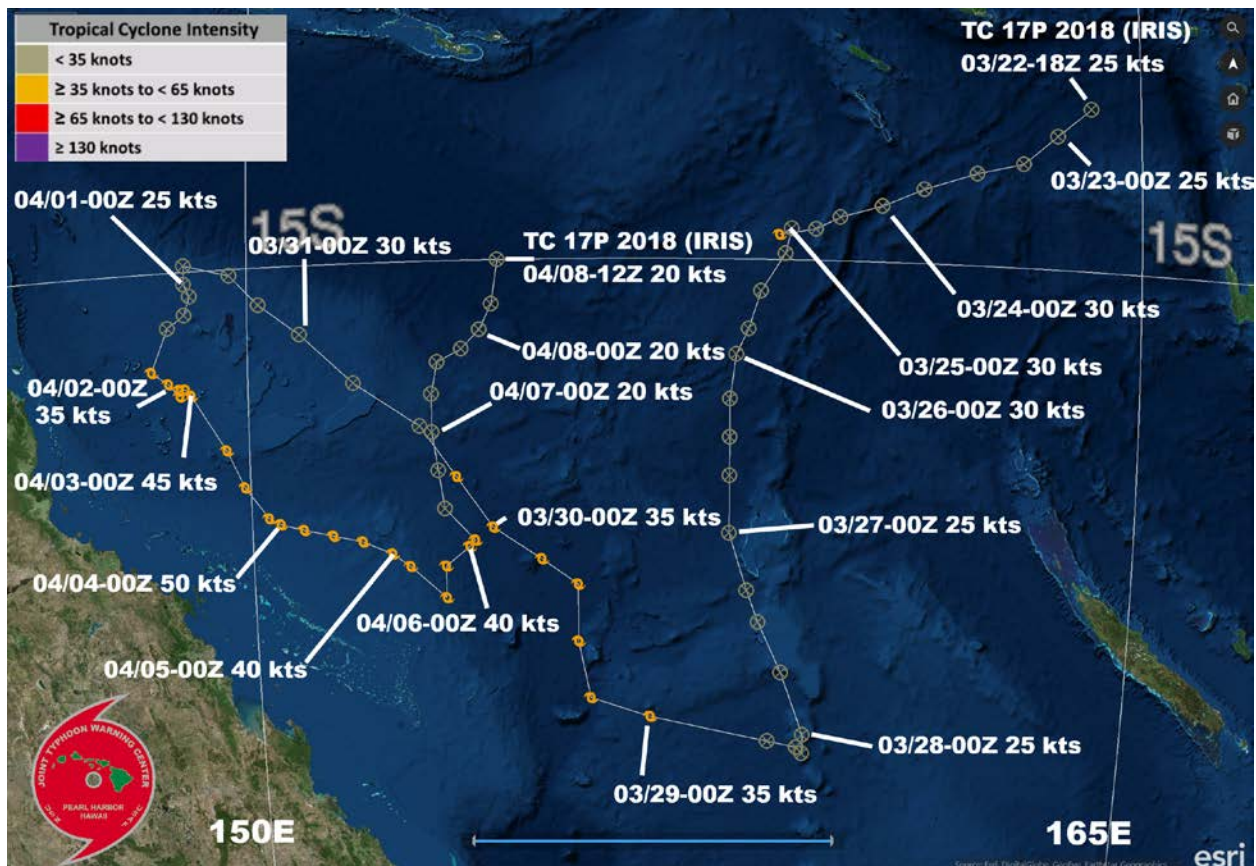 Tropical Cyclone Intensity
< 35 knots
≥ 35 knots to < 65 knots
≥ 65 knots to < 130 knots
≥ 130 knots
TC 17P 2018 (IRIS)
03/22-18Z 25 kts
03/23-00Z 25 kts
04/01-00Z 25 kts
15S
03/31-00Z 30 kts
TC 17P 2018 (IRIS)
04/08-12Z 20 kts
15S
03/24-00Z 30 kts
04/08-00Z 20 kts
03/25-00Z 30 kts
04/02-00Z
35 kts
04/07-00Z 20 kts
03/26-00Z 30 kts
04/03-00Z 45 kts
03/30-00Z 35 kts
03/27-00Z 25 kts
04/04-00Z 50 kts
04/06-00Z 40 kts
04/05-00Z 40 kts
03/28-00Z 25 kts
03/29-00Z 35 kts
JOINT TYPHOON WARNING CENTER
PEARL HARBOR
HAWAII
150E
165E
esri